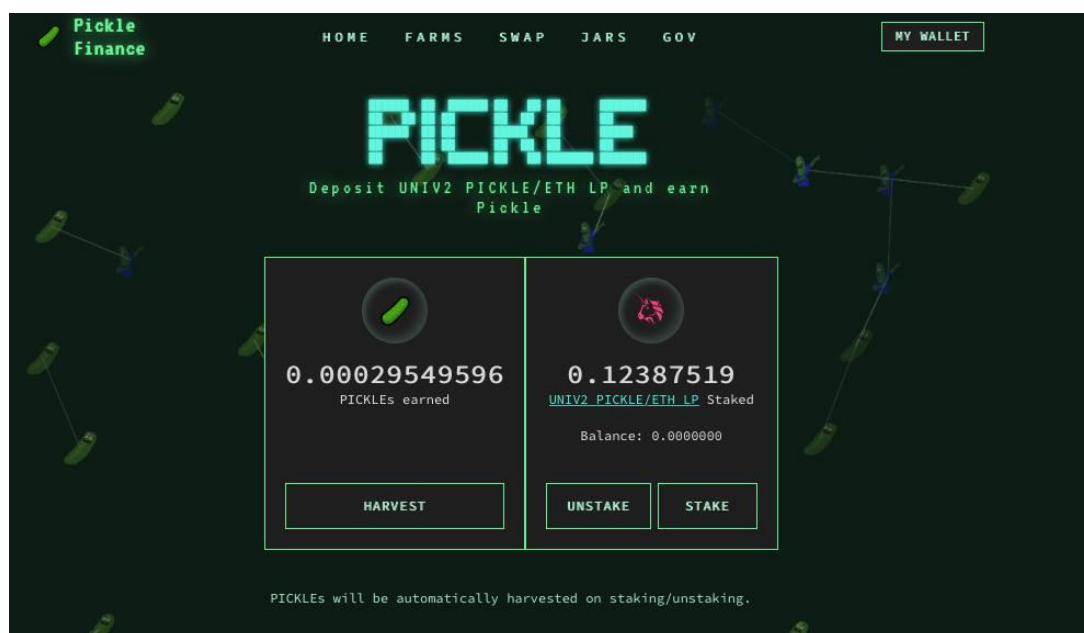 Pickle
Finance
HOME FARMS SWAP JARS GOV
MY WALLET
PICKLE
Deposit UNIV2 PICKLE/ETH LP and earn
Pickle
0.00029549596
PICKLEs earned
HARVEST
0.12387519
UNIV2 PICKLE/ETH LP Staked
Balance: 0.0000000
UNSTAKE STAKE
PICKLEs will be automatically harvested on staking/unstaking.